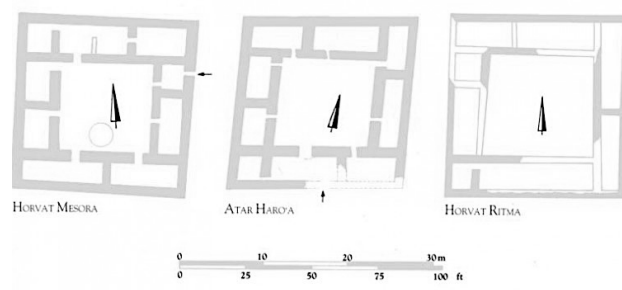 HORVAT MESORA
ATAR HARO'A
HORVAT RITMA
0 10 20 30 m
0 25 50 75 100 ft